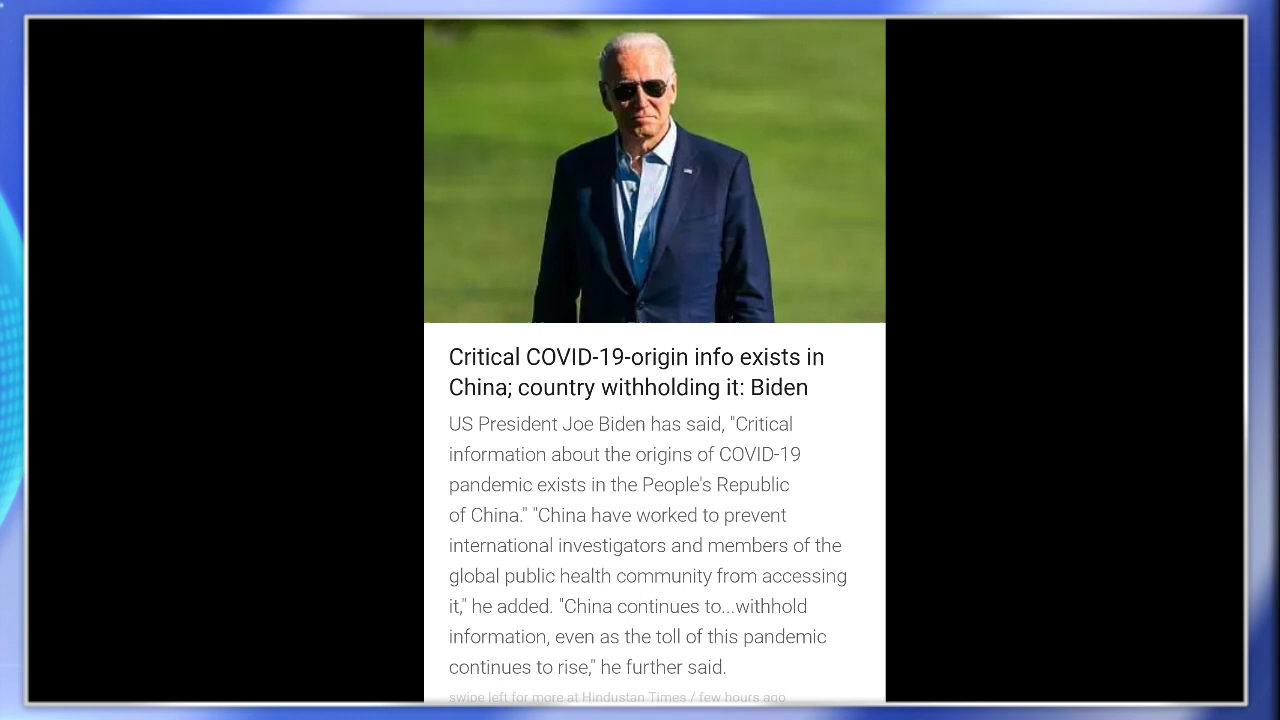 Critical COVID-19-origin info exists in
China; country withholding it: Biden
US President Joe Biden has said, "Critical
information about the origins of COVID-19
pandemic exists in the People's Republic
of China." "China have worked to prevent
international investigators and members of the
global public health community from accessing
it," he added. "China continues to...withhold
information, even as the toll of this pandemic
continues to rise," he further said.
swipe left for more at Hindustan Times / few hours ago